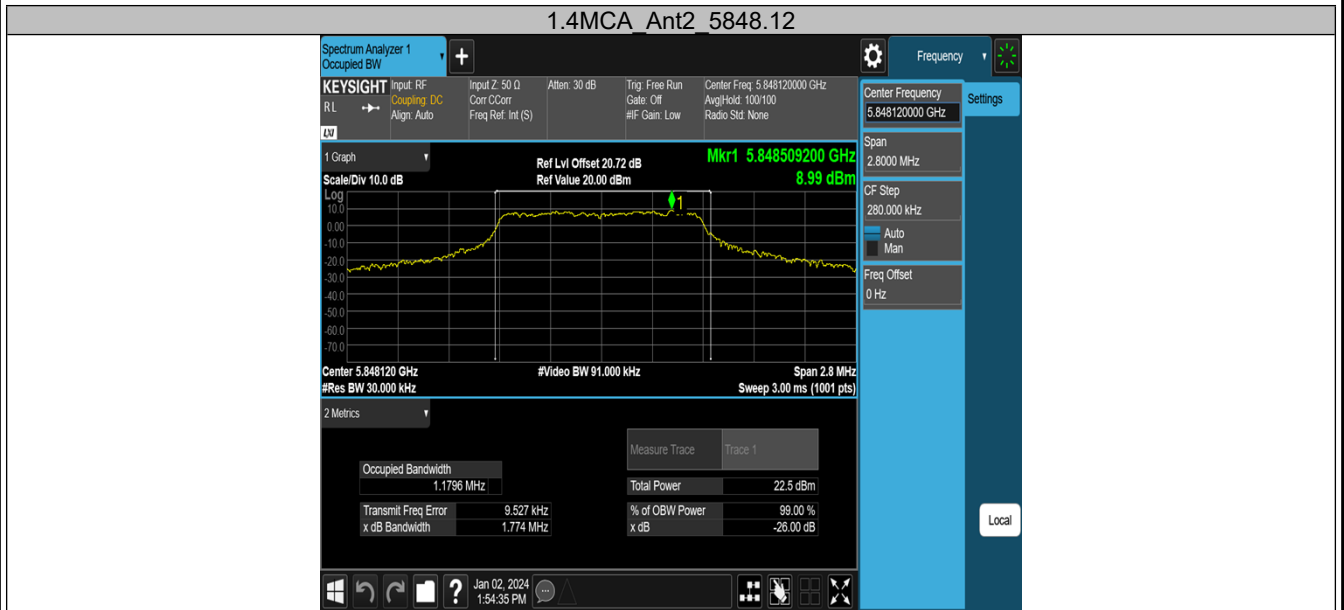 1.4MCA_Ant2_5848.12
Spectrum Analyzer 1
Occupied BW
+
Frequency
KEYSIGHT Input: RF Input Z: 50 Ω Atten: 30 dB Trig: Free Run Center Freq: 5.848120000 GHz
RL Coupling: DC Corr CCorr Gate: Off Avg|Hold: 100/100
Align: Auto Freq Ref: Int (S) #IF Gain: Low Radio Std: None
LXI
Center Frequency
5.848120000 GHz
Settings
Span
2.8000 MHz
CF Step
280.000 kHz
Auto
Man
Freq Offset
0 Hz
1 Graph Ref Lvl Offset 20.72 dB Mkr1 5.848509200 GHz
Scale/Div 10.0 dB Ref Value 20.00 dBm 8.99 dBm
Log
1
10.0
0.00
-10.0
-20.0
-30.0
-40.0
-50.0
-60.0
-70.0
Center 5.848120 GHz #Video BW 91.000 kHz Span 2.8 MHz
#Res BW 30.000 kHz Sweep 3.00 ms (1001 pts)
2 Metrics
Measure Trace Trace 1
Occupied Bandwidth
1.1796 MHz
Total Power 22.5 dBm
Transmit Freq Error 9.527 kHz % of OBW Power 99.00 %
x dB Bandwidth 1.774 MHz x dB -26.00 dB
Local
? Jan 02, 2024
1:54:35 PM